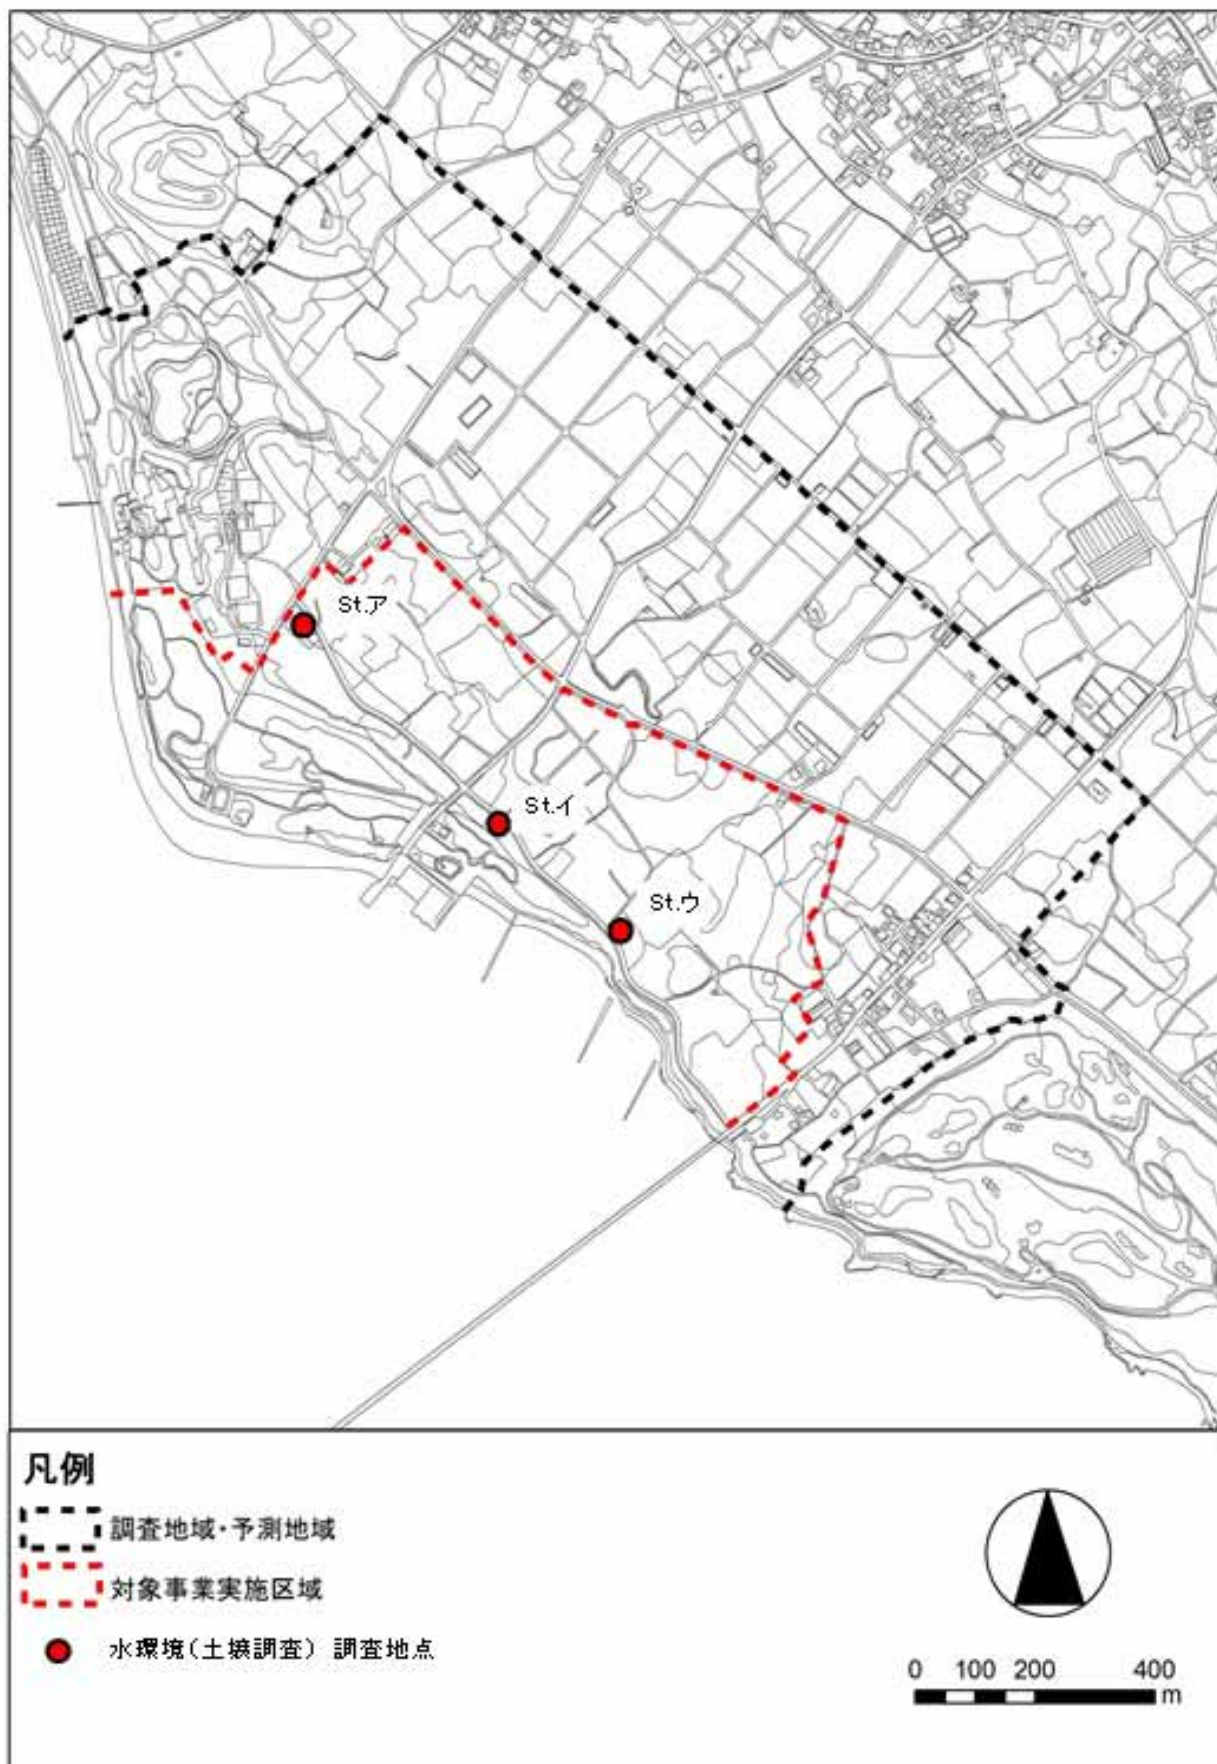 St.ア
St.イ
St.ウ
凡例
調査地域・予測地域
対象事業実施区域
水環境(土壌調査) 調査地点
0 100 200 400
m